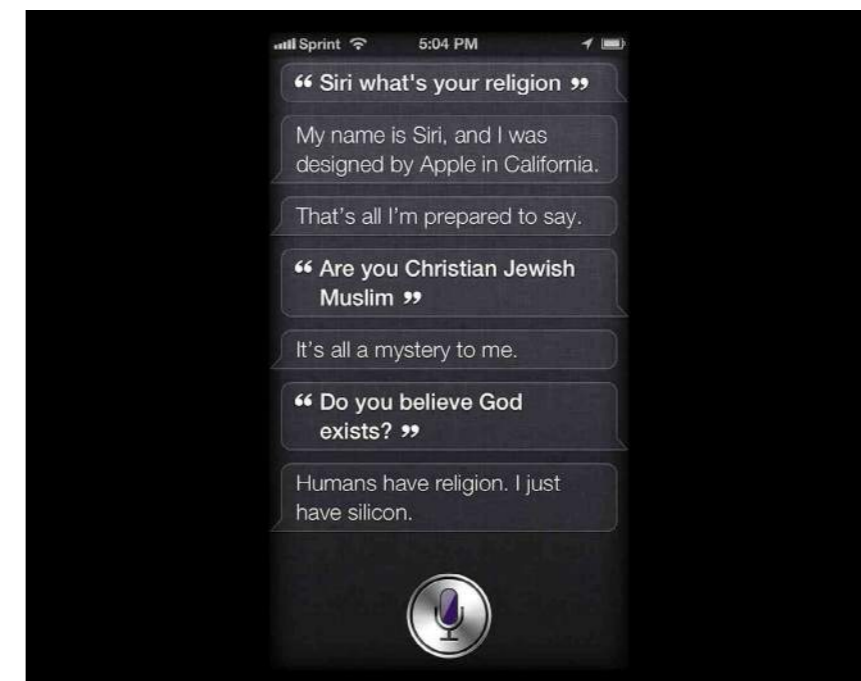 Sprint 5:04 PM
“ Siri what's your religion ”
My name is Siri, and I was
designed by Apple in California.
That's all I'm prepared to say.
“ Are you Christian Jewish
Muslim ”
It's all a mystery to me.
“ Do you believe God
exists? ”
Humans have religion. I just
have silicon.